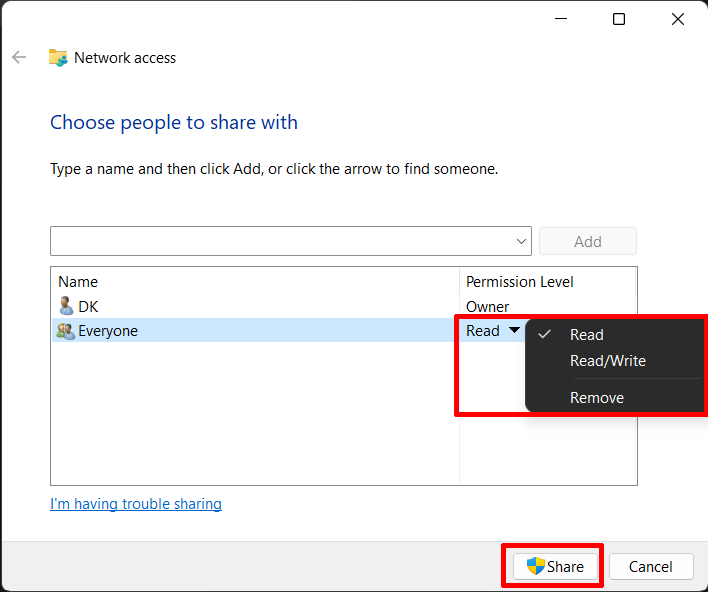 Network access
Choose people to share with
Type a name and then click Add, or click the arrow to find someone.
Add
Name Permission Level
DK Owner
Everyone Read
Read
Read/Write
Remove
I'm having trouble sharing
Share Cancel